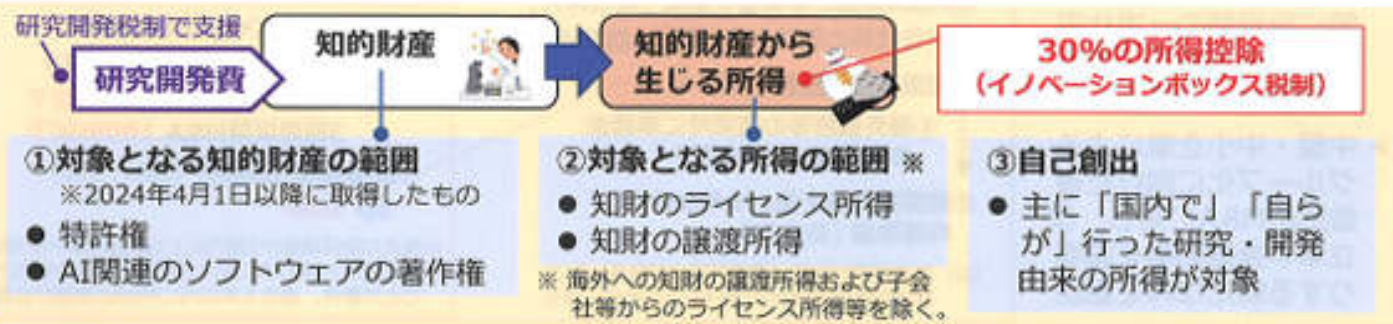 研究開発税制で支援
研究開発費
知的財産
知的財産から
生じる所得
30%の所得控除
(イノベーションボックス税制)
①対象となる知的財産の範囲
※2024年4月1日以降に取得したもの
● 特許権
● AI関連のソフトウェアの著作権
②対象となる所得の範囲 ※
● 知財のライセンス所得
● 知財の譲渡所得
※ 海外への知財の譲渡所得および子会
社等からのライセンス所得等を除く。
③自己創出
● 主に「国内で」「自ら
が」行った研究・開発
由来の所得が対象